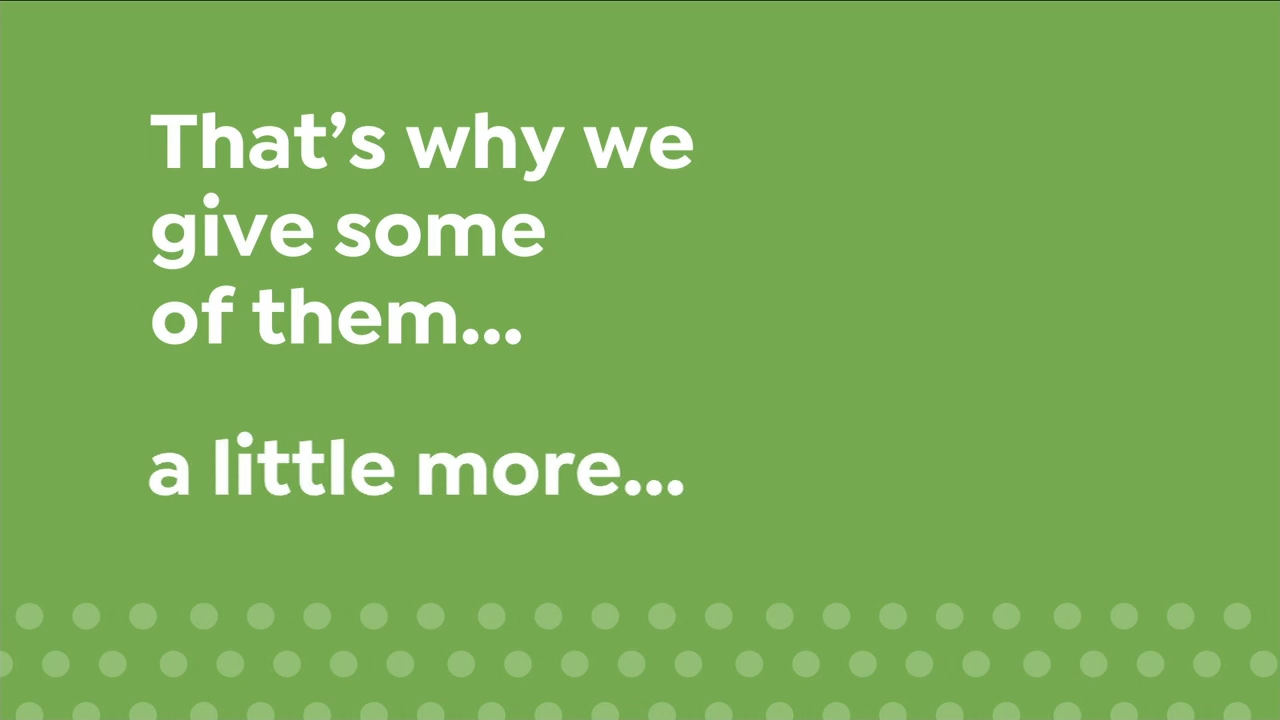 That’s why we
give some
of them...
a little more...